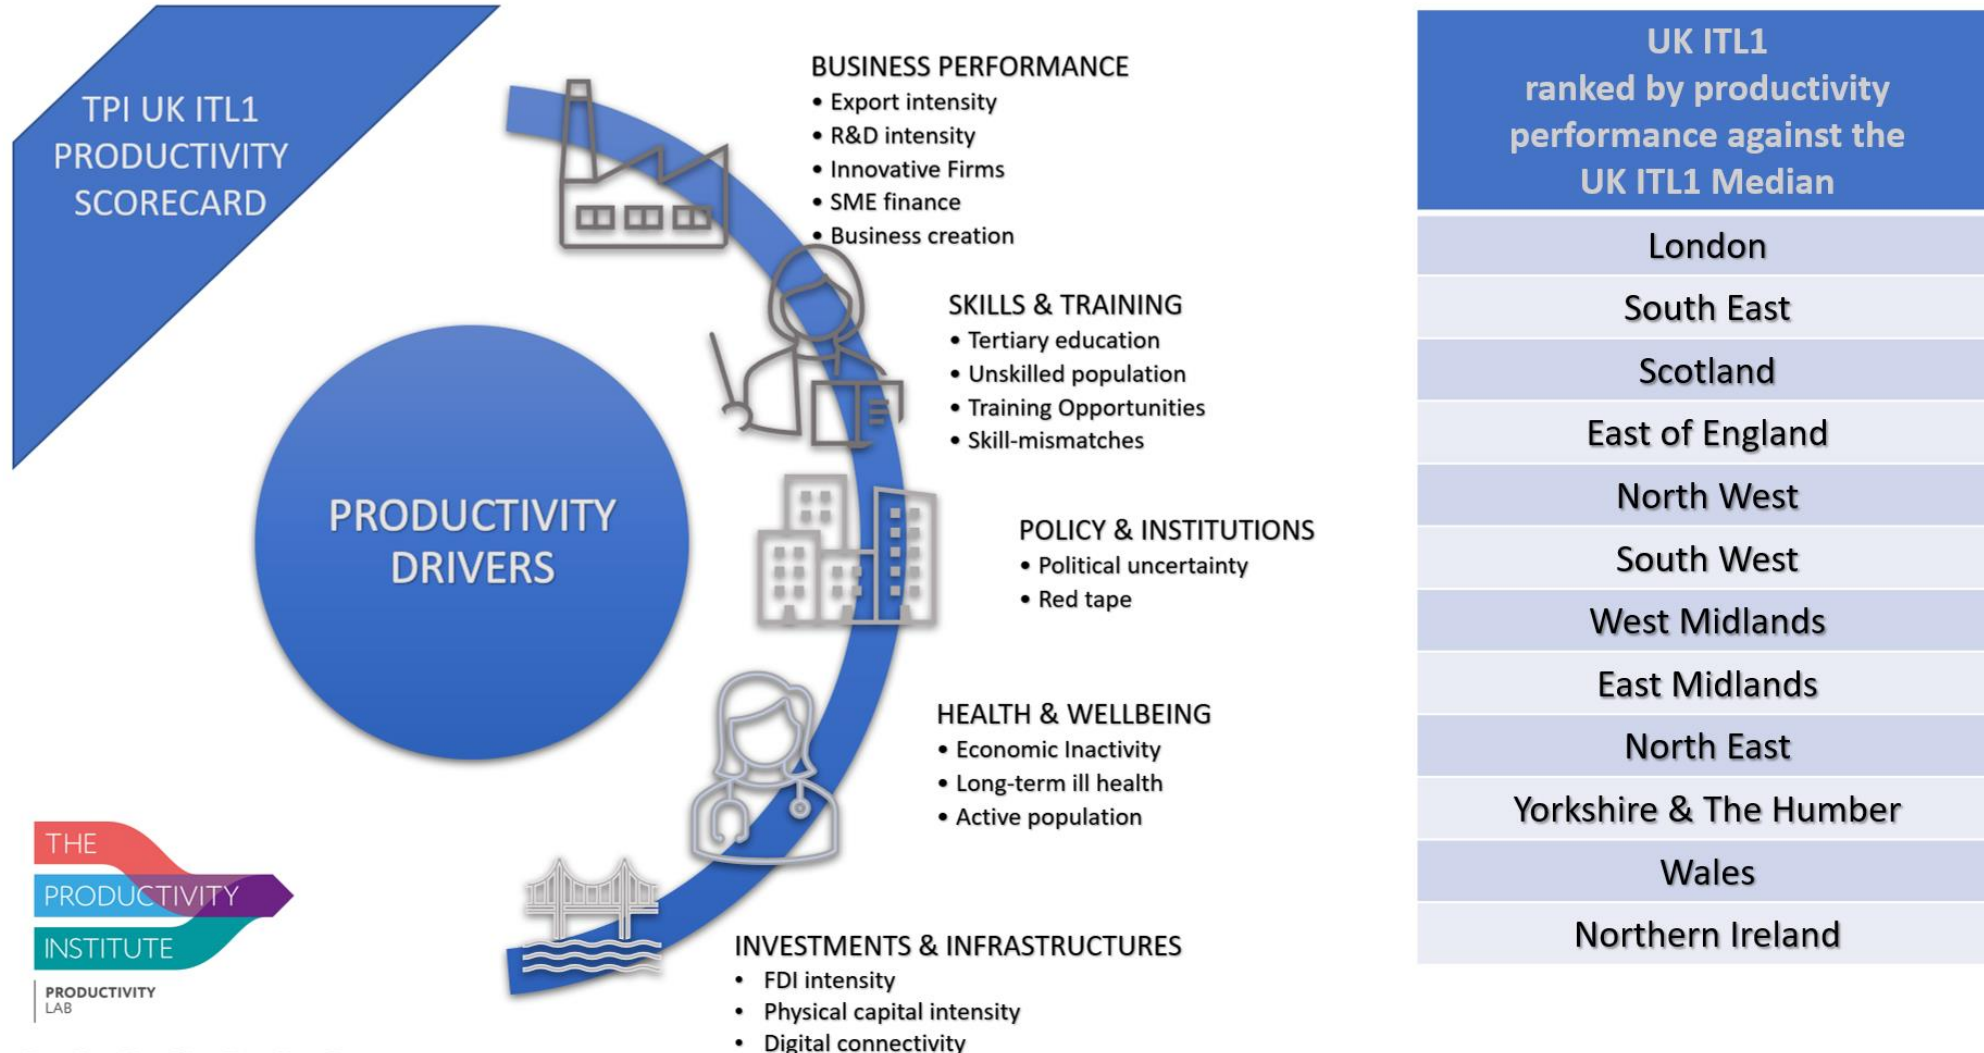 TPI UK ITL1
PRODUCTIVITY
SCORECARD
PRODUCTIVITY
DRIVERS
BUSINESS PERFORMANCE
• Export intensity
• R&D intensity
• Innovative Firms
• SME finance
• Business creation
SKILLS & TRAINING
• Tertiary education
• Unskilled population
• Training Opportunities
• Skill-mismatches
POLICY & INSTITUTIONS
• Political uncertainty
• Red tape
HEALTH & WELLBEING
• Economic Inactivity
• Long-term ill health
• Active population
INVESTMENTS & INFRASTRUCTURES
• FDI intensity
• Physical capital intensity
• Digital connectivity
THE
PRODUCTIVITY
INSTITUTE
PRODUCTIVITY
LAB
UK ITL1
ranked by productivity
performance against the
UK ITL1 Median
London
South East
Scotland
East of England
North West
South West
West Midlands
East Midlands
North East
Yorkshire & The Humber
Wales
Northern Ireland